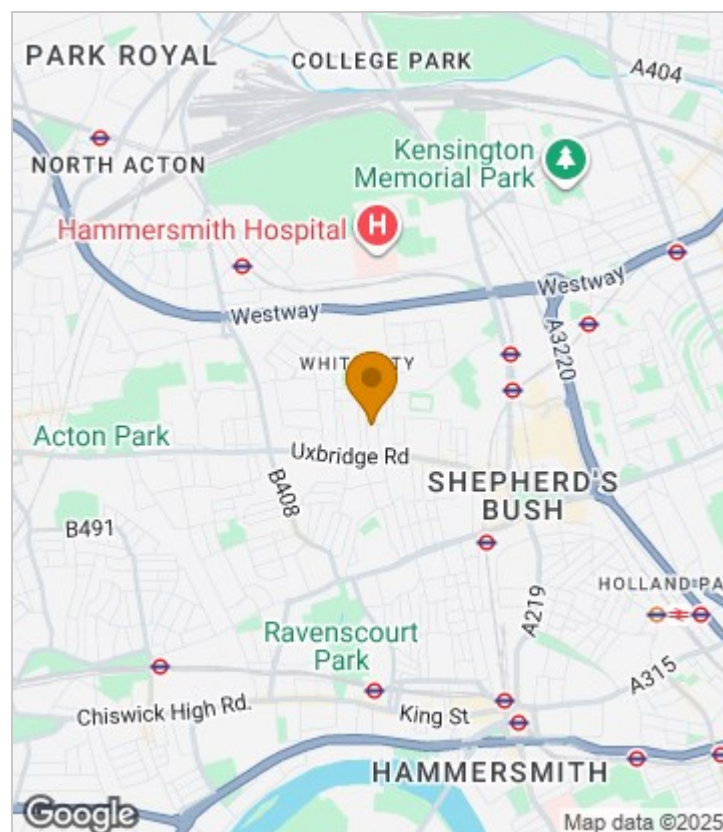 PARK ROYAL
COLLEGE PARK
A404
NORTH ACTON
Kensington
Memorial Park
Hammersmith Hospital
H
Westway
Westway
A3220
Acton Park
Uxbridge Rd
B408
SHEPHERD'S
BUSH
B491
HOLLAND PA
A219
Ravenscourt
Park
A315
Chiswick High Rd.
King St
HAMMERSMITH
Google
Map data ©2025